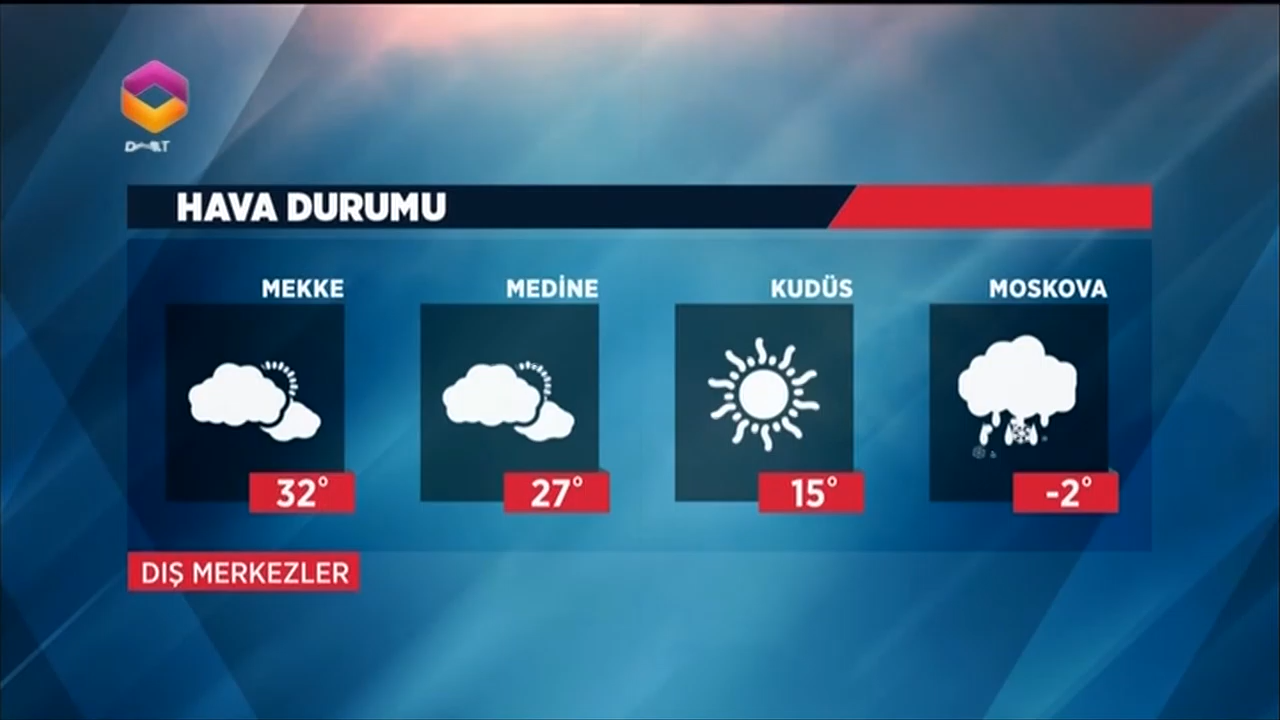 HAVA DURUMU
MEKKE
MEDİNE
KUDÜS
MOSKOVA
32°
27°
15°
-2°
DIŞ MERKEZLER